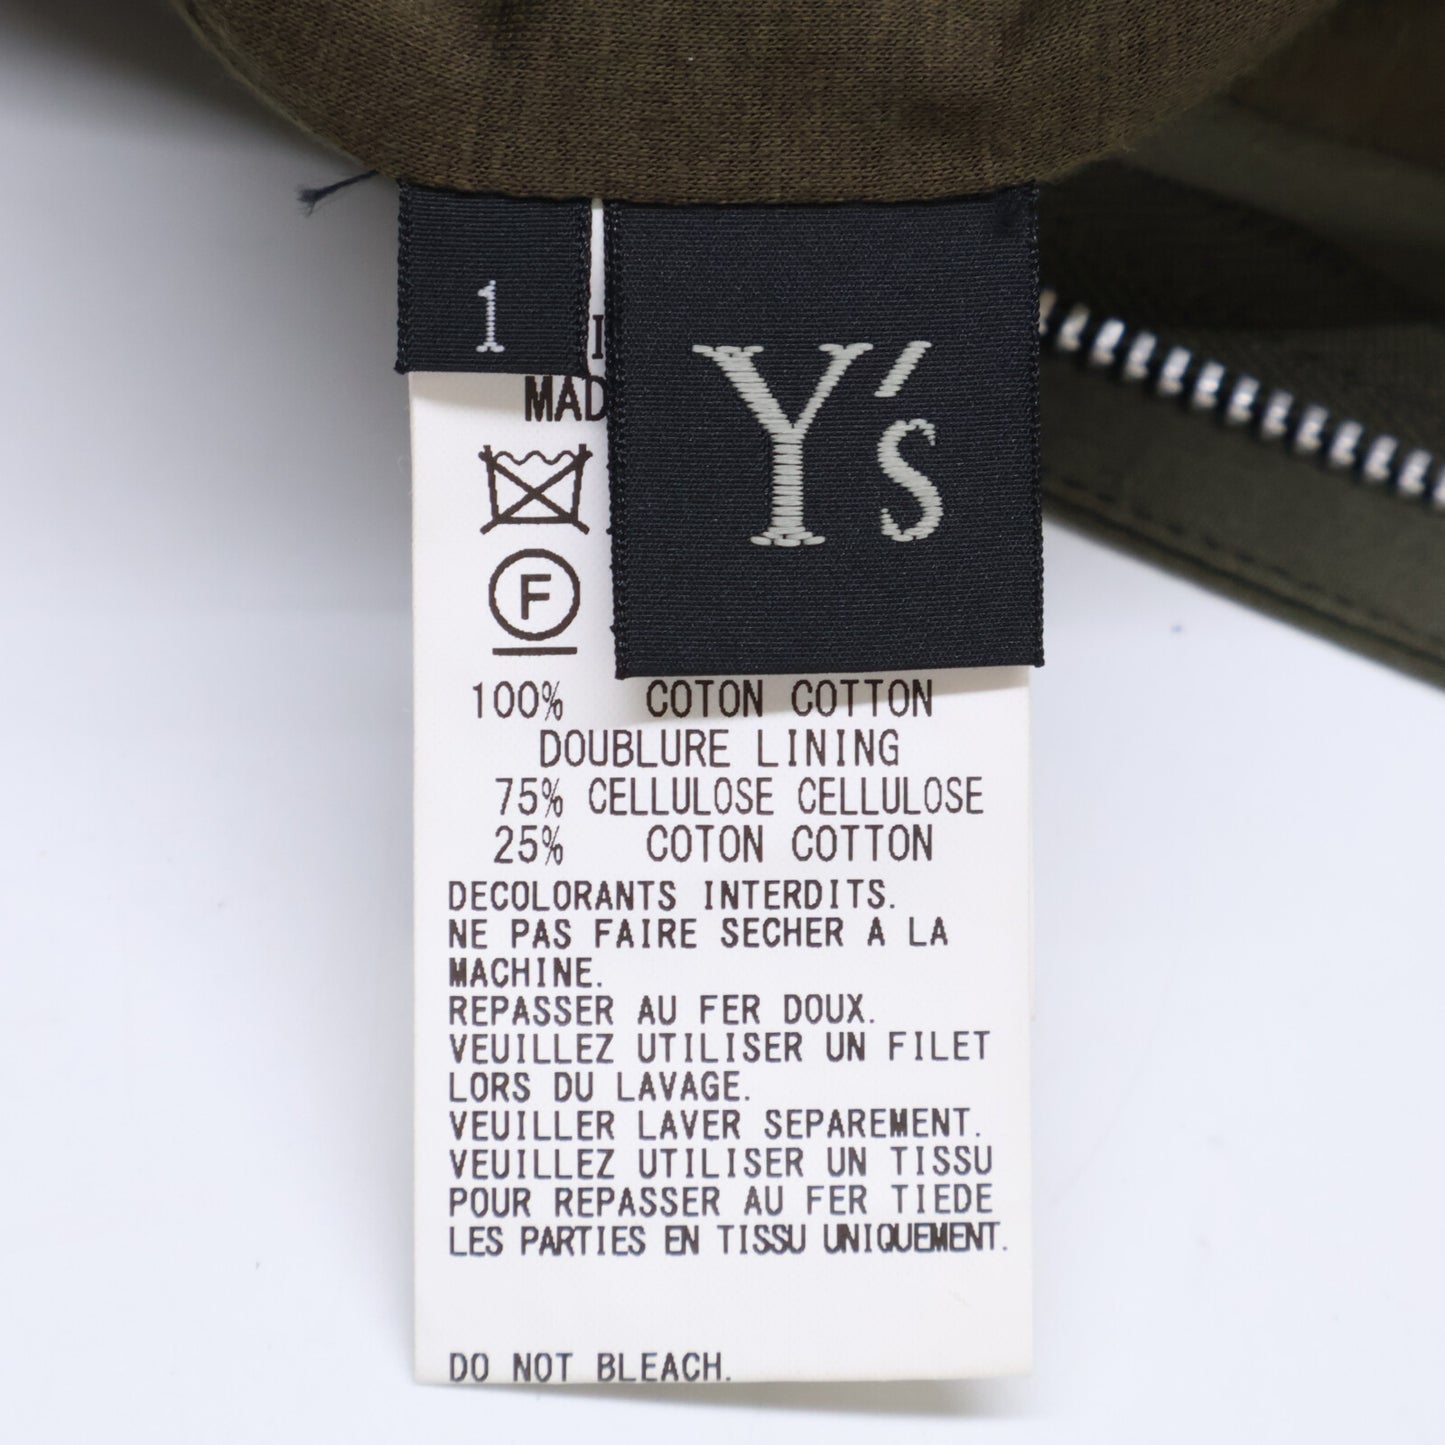 1
MAD
Y's
F
100% COTON COTTON
DOUBLURE LINING
75% CELLULOSE CELLULOSE
25% COTON COTTON
DECOLORANTS INTERDITS.
NE PAS FAIRE SECHER A LA
MACHINE.
REPASSER AU FER DOUX.
VEUILLEZ UTILISER UN FILET
LORS DU LAVAGE.
VEUILLER LAVER SEPAREMENT.
VEUILLEZ UTILISER UN TISSU
POUR REPASSER AU FER TIEDE
LES PARTIES EN TISSU UNIQUEMENT.
DO NOT BLEACH.